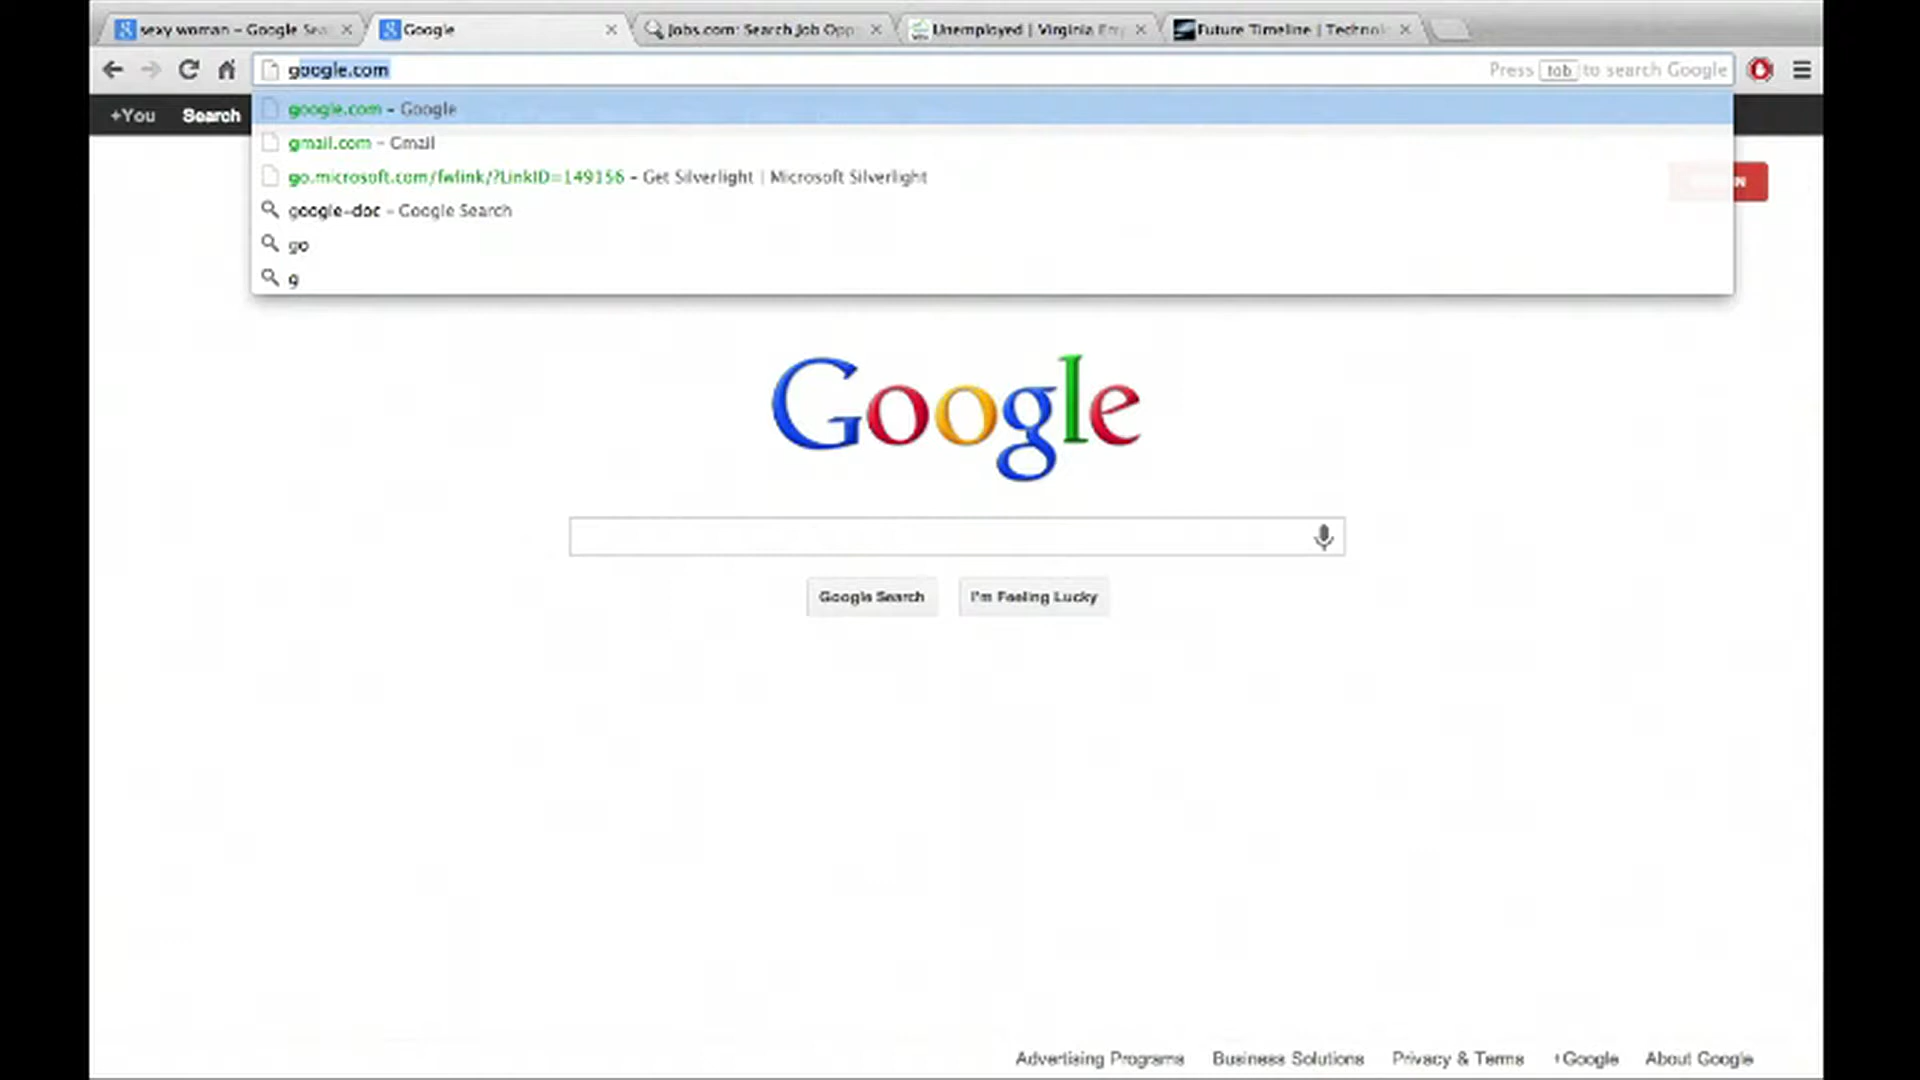 sexy woman - Google Sea
Google
Jobs.com: Search Job Opp
Unemployed | Virginia Em
Future Timeline | Technol
google.com
Press tab to search Google
+You
Search
google.com - Google
gmail.com - Gmail
go.microsoft.com/fwlink/?LinkID=149156 - Get Silverlight | Microsoft Silverlight
google-doc - Google Search
go
g
Google
Google Search
I'm Feeling Lucky
Advertising Programs
Business Solutions
Privacy & Terms
+Google
About Google